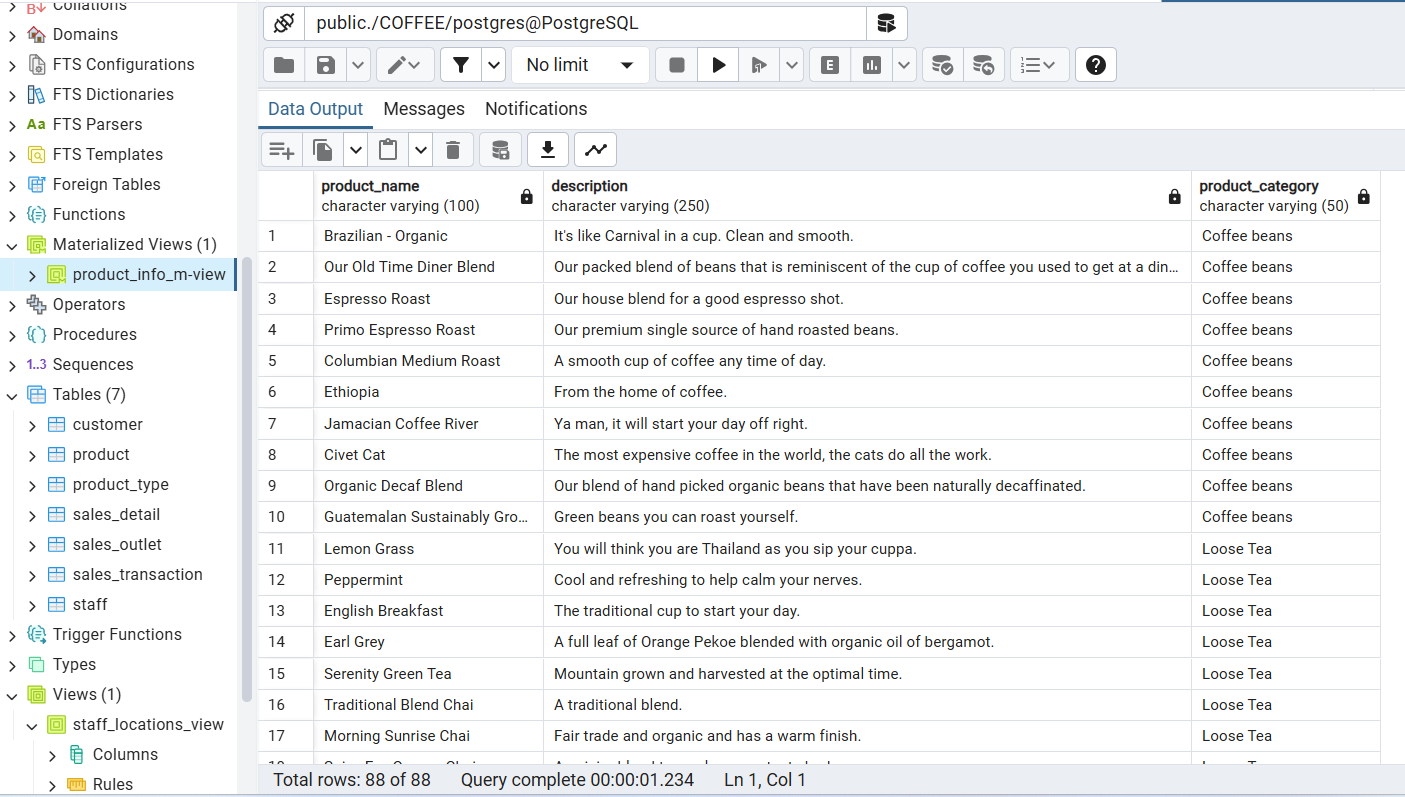 Collations
Domains
FTS Configurations
FTS Dictionaries
Aa FTS Parsers
FTS Templates
Foreign Tables
Functions
Materialized Views (1)
product_info_m-view
Operators
Procedures
1..3 Sequences
Tables (7)
customer
product
product_type
sales_detail
sales_outlet
sales_transaction
staff
Trigger Functions
Types
Views (1)
staff_locations_view
Columns
Rules
public./COFFEE/postgres@PostgreSQL
No limit
E
Data Output Messages Notifications
product_name description product_category
character varying (100) character varying (250) character varying (50)
1 Brazilian - Organic It's like Carnival in a cup. Clean and smooth. Coffee beans
2 Our Old Time Diner Blend Our packed blend of beans that is reminiscent of the cup of coffee you used to get at a din... Coffee beans
3 Espresso Roast Our house blend for a good espresso shot. Coffee beans
4 Primo Espresso Roast Our premium single source of hand roasted beans. Coffee beans
5 Columbian Medium Roast A smooth cup of coffee any time of day. Coffee beans
6 Ethiopia From the home of coffee. Coffee beans
7 Jamacian Coffee River Ya man, it will start your day off right. Coffee beans
8 Civet Cat The most expensive coffee in the world, the cats do all the work. Coffee beans
9 Organic Decaf Blend Our blend of hand picked organic beans that have been naturally decaffinated. Coffee beans
10 Guatemalan Sustainably Gro... Green beans you can roast yourself. Coffee beans
11 Lemon Grass You will think you are Thailand as you sip your cuppa. Loose Tea
12 Peppermint Cool and refreshing to help calm your nerves. Loose Tea
13 English Breakfast The traditional cup to start your day. Loose Tea
14 Earl Grey A full leaf of Orange Pekoe blended with organic oil of bergamot. Loose Tea
15 Serenity Green Tea Mountain grown and harvested at the optimal time. Loose Tea
16 Traditional Blend Chai A traditional blend. Loose Tea
17 Morning Sunrise Chai Fair trade and organic and has a warm finish. Loose Tea
Total rows: 88 of 88 Query complete 00:00:01.234 Ln 1, Col 1